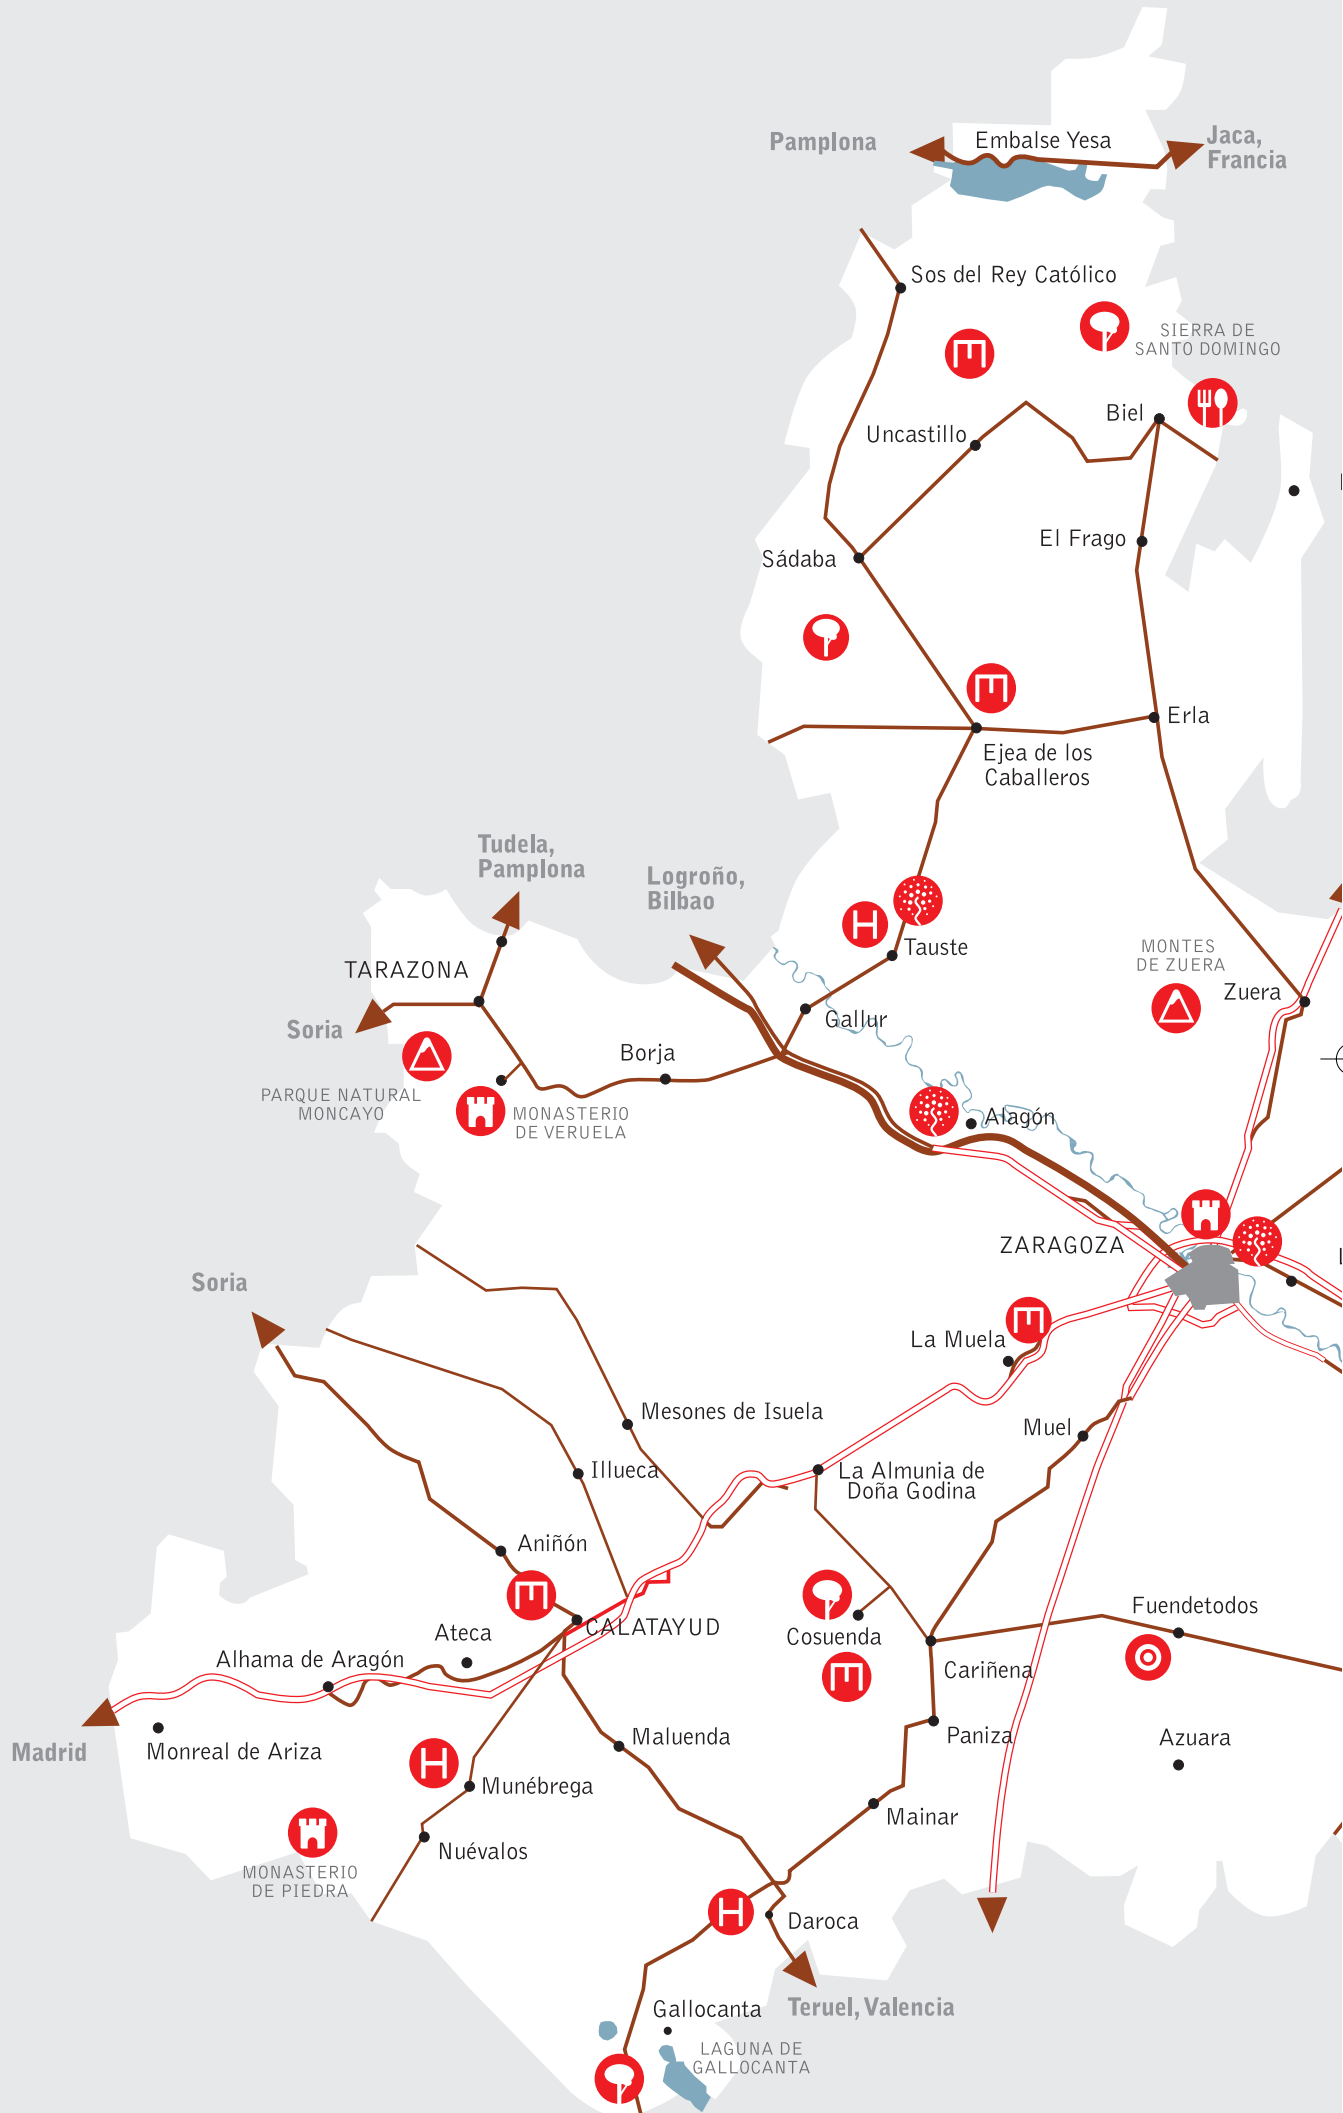 Pamplona
Embalse Yesa
Jaca,
Francia
Sos del Rey Católico
SIERRA DE
SANTO DOMINGO
Biel
Uncastillo
El Frago
Sádaba
Erla
Ejea de los
Caballeros
Tudela,
Pamplona
Logroño,
Bilbao
H
Tauste
MONTES
DE ZUERA
TARAZONA
Zuera
Soria
Gallur
Borja
PARQUE NATURAL
MONCAYO
MONASTERIO
DE VERUELA
Alagón
ZARAGOZA
Soria
La Muela
Mesones de Isuela
Muel
Illueca
La Almunia de
Doña Godina
Aniñón
Fuendetodos
CALATAYUD
Ateca
Cosuenda
Alhama de Aragón
Cariñena
Paniza
Maluenda
Azuara
Madrid
Monreal de Ariza
H
Munébrega
Mainar
Nuévalos
MONASTERIO
DE PIEDRA
H
Daroca
Teruel, Valencia
Gallocanta
LAGUNA DE
GALLOCANTA